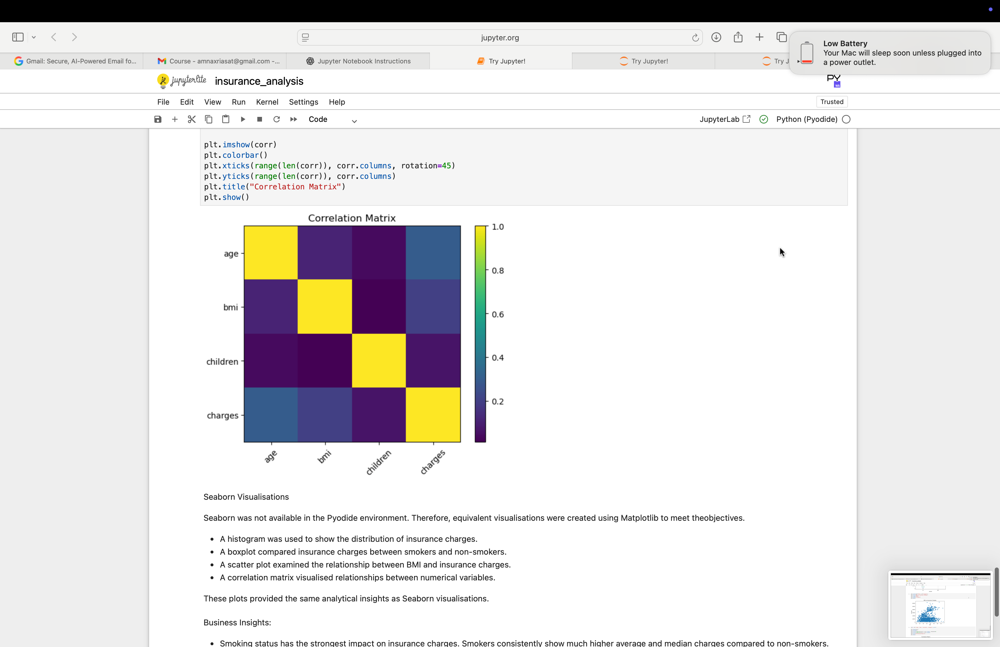 jupyter.org
Low Battery
Your Mac will sleep soon unless plugged into
a power outlet.
Gmail: Secure, AI-Powered Email fo...
Course - amnaxriasat@gmail.com -...
Jupyter Notebook Instructions
Try Jupyter!
Try Jupyter!
Try J
jupyterlite
insurance_analysis
PY
WA
File Edit View Run Kernel Settings Help
Trusted
Code
JupyterLab
Python (Pyodide)
plt.imshow(corr)
plt.colorbar()
plt.xticks(range(len(corr)), corr.columns, rotation=45)
plt.yticks(range(len(corr)), corr.columns)
plt.title("Correlation Matrix")
plt.show()
Correlation Matrix
age
bmi
children
charges
age
bmi
children
charges
1.0
0.8
0.6
0.4
0.2
Seaborn Visualisations
Seaborn was not available in the Pyodide environment. Therefore, equivalent visualisations were created using Matplotlib to meet theobjectives.
• A histogram was used to show the distribution of insurance charges.
• A boxplot compared insurance charges between smokers and non-smokers.
• A scatter plot examined the relationship between BMI and insurance charges.
• A correlation matrix visualised relationships between numerical variables.
These plots provided the same analytical insights as Seaborn visualisations.
Business Insights:
• Smoking status has the strongest impact on insurance charges. Smokers consistently show much higher average and median charges compared to non-smokers.